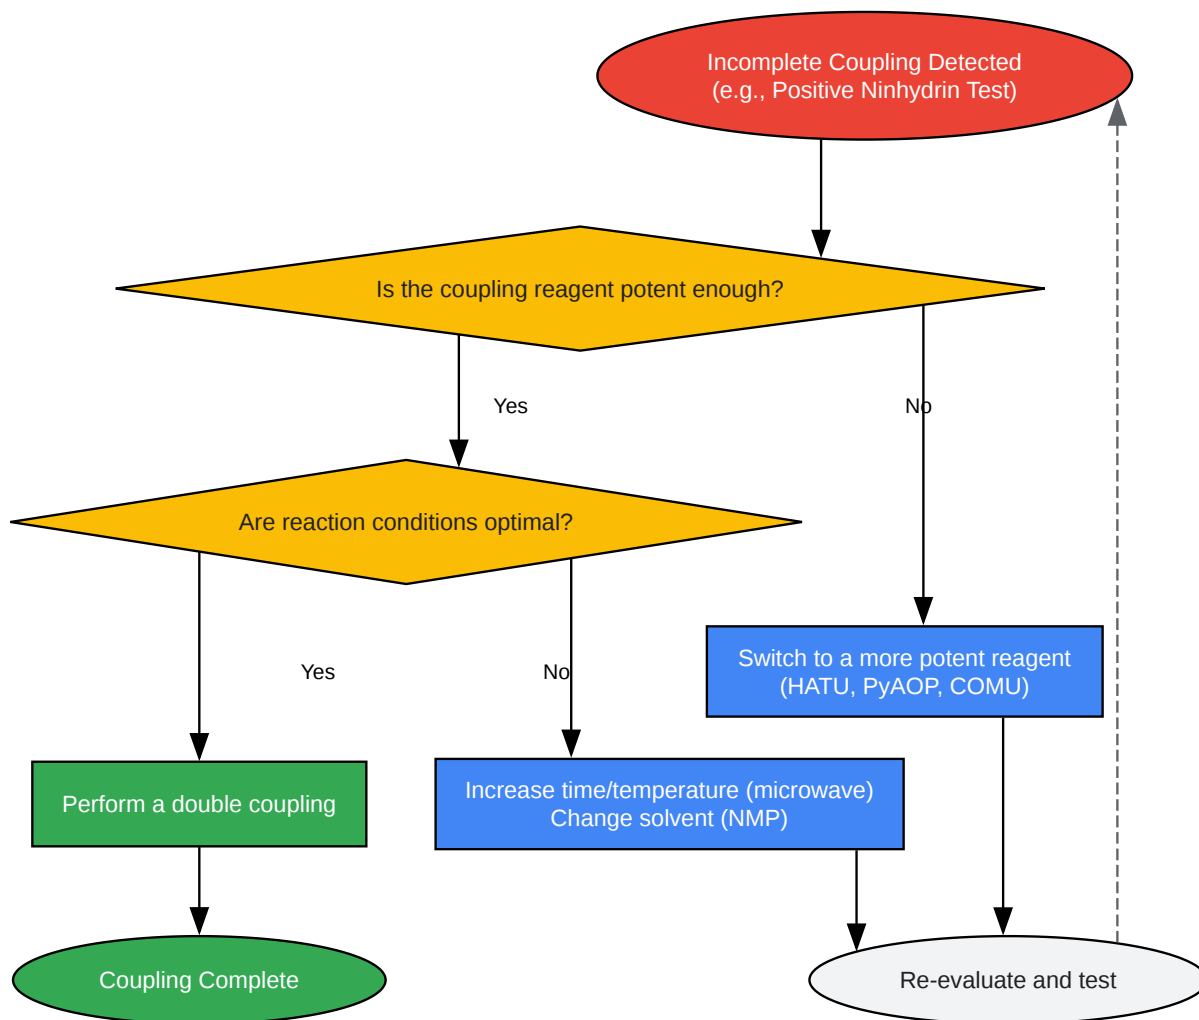 Incomplete Coupling Detected
(e.g., Positive Ninhydrin Test)
Is the coupling reagent potent enough?
Yes
No
Are reaction conditions optimal?
Yes
No
Switch to a more potent reagent
(HATU, PyAOP, COMU)
Perform a double coupling
Increase time/temperature (microwave)
Change solvent (NMP)
Coupling Complete
Re-evaluate and test